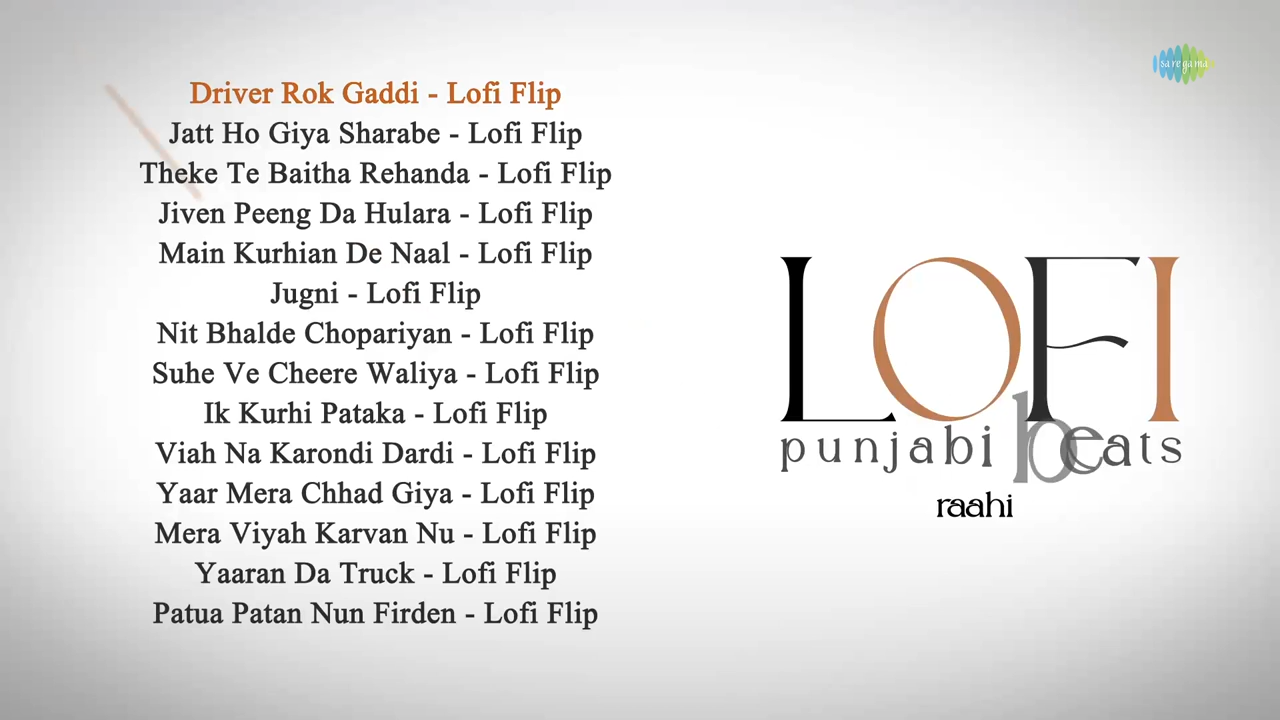 Driver Rok Gaddi - Lofi Flip
Jatt Ho Giya Sharabe - Lofi Flip
Theke Te Baitha Rehanda - Lofi Flip
Jiven Peeng Da Hulara - Lofi Flip
Main Kurhian De Naal - Lofi Flip
Jugni - Lofi Flip
Nit Bhalde Chopariyan - Lofi Flip
Suhe Ve Cheere Waliya - Lofi Flip
Ik Kurhi Pataka - Lofi Flip
Viah Na Karondi Dardi - Lofi Flip
Yaar Mera Chhad Giya - Lofi Flip
Mera Viyah Karvan Nu - Lofi Flip
Yaaran Da Truck - Lofi Flip
Patua Patan Nun Firden - Lofi Flip
sa re ga ma
LOFI
punjabi beats
raahi